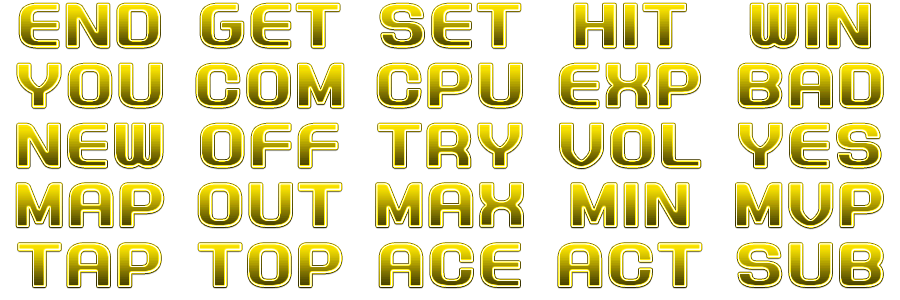 END GET SET HIT WIN
YOU COM CPU EXP BAD
NEW OFF TRY VOL YES
MAP OUT MAX MIN MVP
TAP TOP ACE ACT SUB